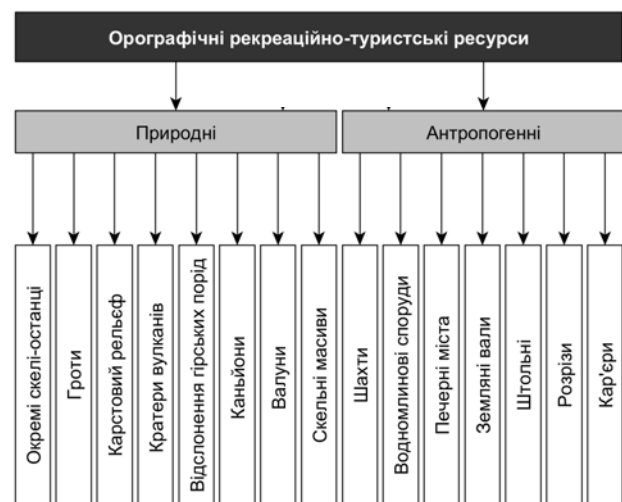 Орографічні рекреаційно-туристські ресурси
Природні
Антропогенні
Окремі скелі-останці
Гроти
Карстовий рельєф
Кратери вулканів
Відслонення гірських порід
Каньйони
Валуни
Скельні масиви
Шахти
Водномлинові споруди
Печерні міста
Земляні вали
Штольні
Розрізи
Кар'єри